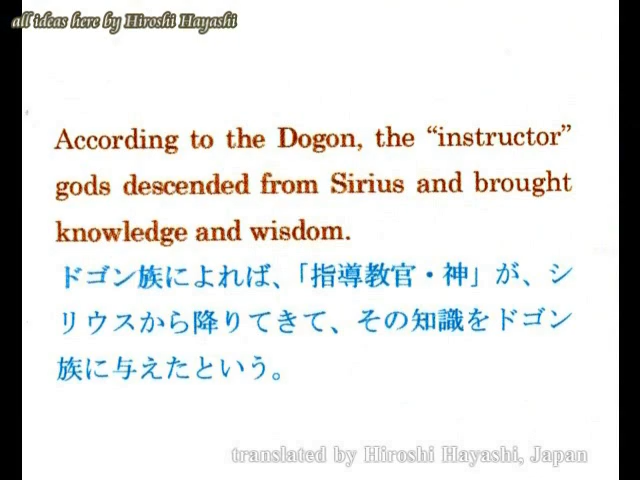 all ideas here by Hiroshi Hayashi
According to the Dogon, the “instructor”
gods descended from Sirius and brought
knowledge and wisdom.
ドゴン族によれば、「指導教官・神」が、シ
リウスから降りてきて、その知識をドゴン
族に与えたという。
translated by Hiroshi Hayashi, Japan